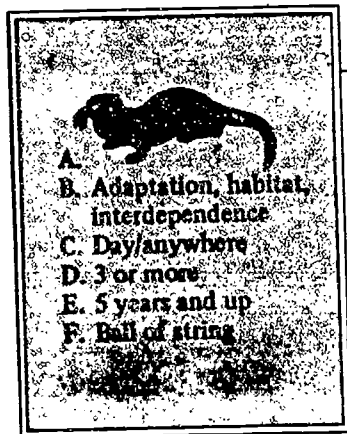 A.
B. Adaptation, habitat,
interdependence
C. Day/anywhere
D. 3 or more
E. 5 years and up
F. Ball of string